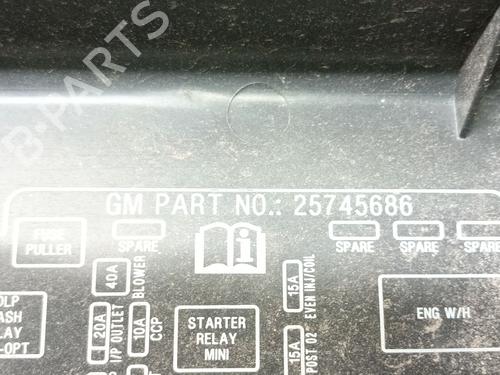 B-PARTS
GM PART NO.: 25745686
FUSE
PULLER
SPARE
SPARE
SPARE
SPARE
40A
BLOWER
15A
EVEN INJ/COIL
20A
I/P OUTLET
10A
CCP
STARTER
RELAY
MINI
15A
POST O2
ENG W/H